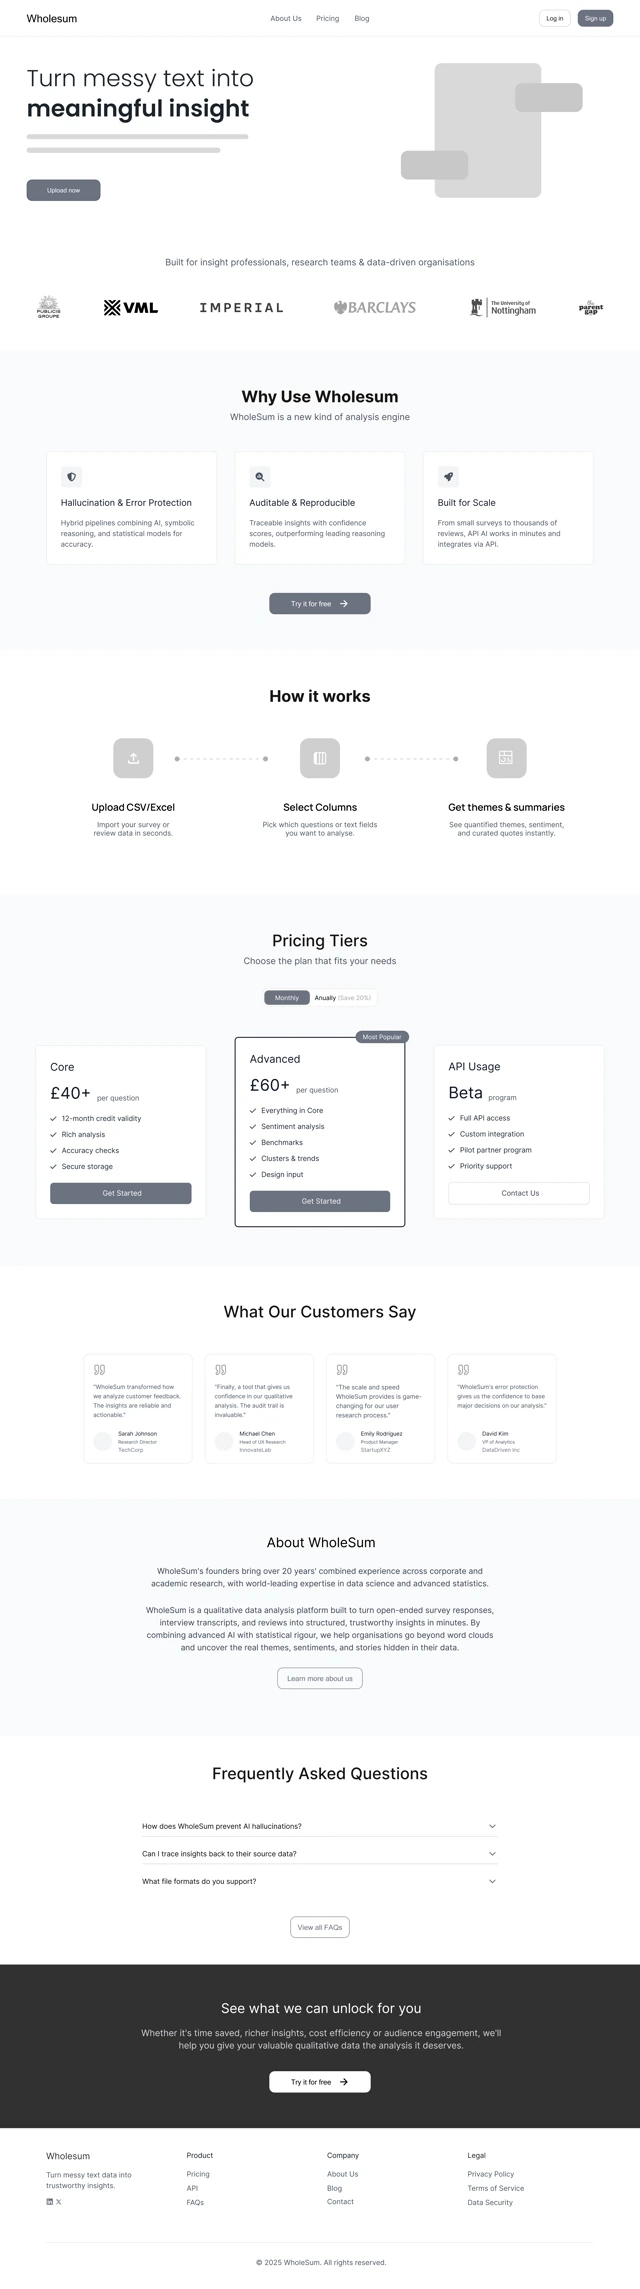 Wholesum
About Us
Pricing
Blog
Log in
Sign up
Turn messy text into
meaningful insight
Upload now
Built for insight professionals, research teams & data-driven organisations
PUBLICIS
GROUPE
VML
IMPERIAL
BARCLAYS
The University of
Nottingham
the
parent
gap
Why Use Wholesum
WholeSum is a new kind of analysis engine
Hallucination & Error Protection
Hybrid pipelines combining AI, symbolic
reasoning, and statistical models for
accuracy.
Auditable & Reproducible
Traceable insights with confidence
scores, outperforming leading reasoning
models.
Built for Scale
From small surveys to thousands of
reviews, API AI works in minutes and
integrates via API.
Try it for free
How it works
Upload CSV/Excel
Import your survey or
review data in seconds.
Select Columns
Pick which questions or text fields
you want to analyse.
Get themes & summaries
See quantified themes, sentiment,
and curated quotes instantly.
Pricing Tiers
Choose the plan that fits your needs
Monthly
Anually (Save 20%)
Core
£40+ per question
12-month credit validity
Rich analysis
Accuracy checks
Secure storage
Get Started
Most Popular
Advanced
£60+ per question
Everything in Core
Sentiment analysis
Benchmarks
Clusters & trends
Design input
Get Started
API Usage
Beta program
Full API access
Custom integration
Pilot partner program
Priority support
Contact Us
What Our Customers Say
"WholeSum transformed how
we analyze customer feedback.
The insights are reliable and
actionable."
Sarah Johnson
Research Director
TechCorp
"Finally, a tool that gives us
confidence in our qualitative
analysis. The audit trail is
invaluable."
Michael Chen
Head of UX Research
InnovateLab
"The scale and speed
WholeSum provides is game-
changing for our user
research process."
Emily Rodriguez
Product Manager
StartupXYZ
"WholeSum's error protection
gives us the confidence to base
major decisions on our analysis."
David Kim
VP of Analytics
DataDriven Inc
About WholeSum
WholeSum's founders bring over 20 years' combined experience across corporate and
academic research, with world-leading expertise in data science and advanced statistics.
WholeSum is a qualitative data analysis platform built to turn open-ended survey responses,
interview transcripts, and reviews into structured, trustworthy insights in minutes. By
combining advanced AI with statistical rigour, we help organisations go beyond word clouds
and uncover the real themes, sentiments, and stories hidden in their data.
Learn more about us
Frequently Asked Questions
How does WholeSum prevent AI hallucinations?
Can I trace insights back to their source data?
What file formats do you support?
View all FAQs
See what we can unlock for you
Whether it's time saved, richer insights, cost efficiency or audience engagement, we'll
help you give your valuable qualitative data the analysis it deserves.
Try it for free
Wholesum
Turn messy text data into
trustworthy insights.
Product
Pricing
API
FAQs
Company
About Us
Blog
Contact
Legal
Privacy Policy
Terms of Service
Data Security
© 2025 WholeSum. All rights reserved.